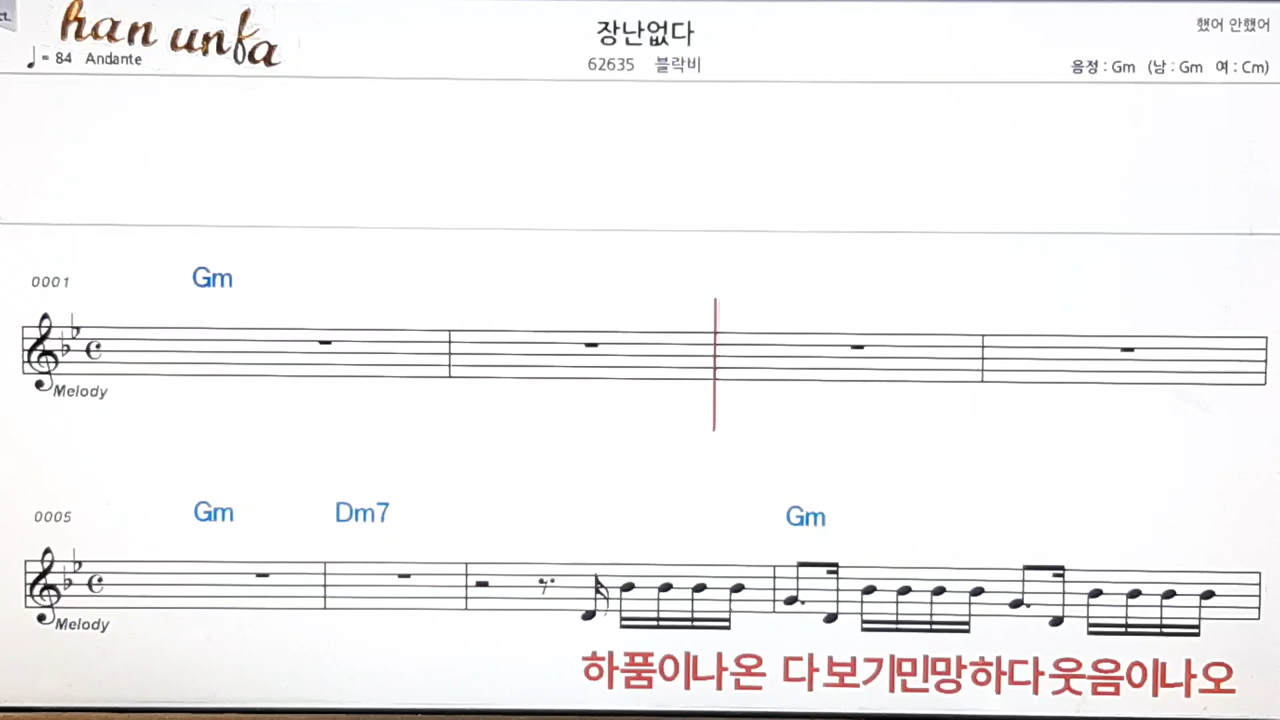 han unfa
장난없다
했어 안했어
♩ = 84 Andante
62635 블락비
음정 : Gm (남 : Gm 여 : Cm)
0001 Gm
Melody
0005 Gm Dm7 Gm
Melody
하품이나온 다보기민망하다웃음이나오